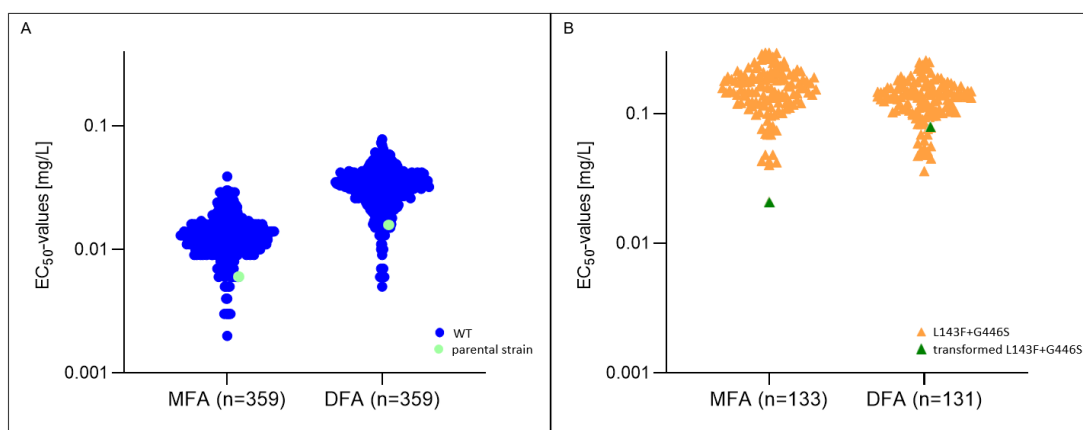 A
EC50-values [mg/L]
0.1
0.01
0.001
MFA (n=359)
DFA (n=359)
WT
parental strain
B
EC50-values [mg/L]
0.1
0.01
0.001
MFA (n=133)
DFA (n=131)
L143F+G446S
transformed L143F+G446S